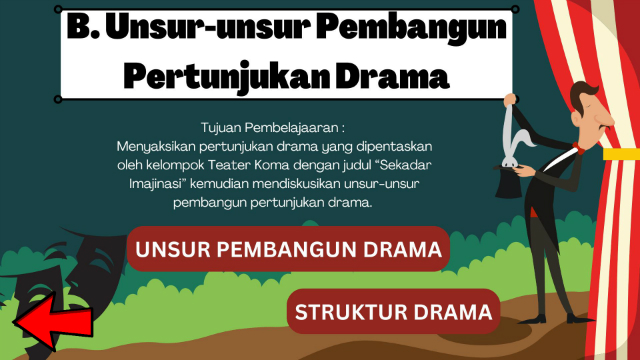 B. Unsur-unsur Pembangun
Pertunjukan Drama
Tujuan Pembelajaaran :
Menyaksikan pertunjukan drama yang dipentaskan
oleh kelompok Teater Koma dengan judul “Sekadar
Imajinasi” kemudian mendiskusikan unsur-unsur
pembangun pertunjukan drama.
UNSUR PEMBANGUN DRAMA
STRUKTUR DRAMA